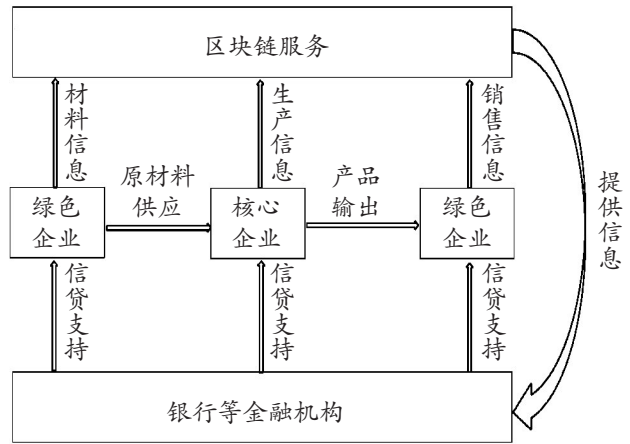 区块链服务
材料信息
生产信息
销售信息
原材料
供应
产品
输出
绿色
企业
核心
企业
绿色
企业
提供信息
信贷支持
信贷支持
信贷支持
银行等金融机构